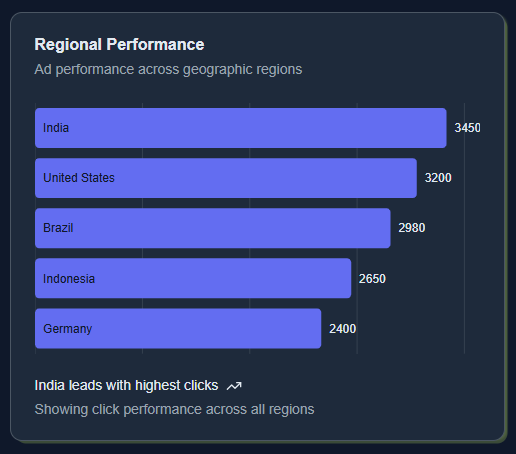 Regional Performance
Ad performance across geographic regions
India 3450
United States 3200
Brazil 2980
Indonesia 2650
Germany 2400
India leads with highest clicks
Showing click performance across all regions